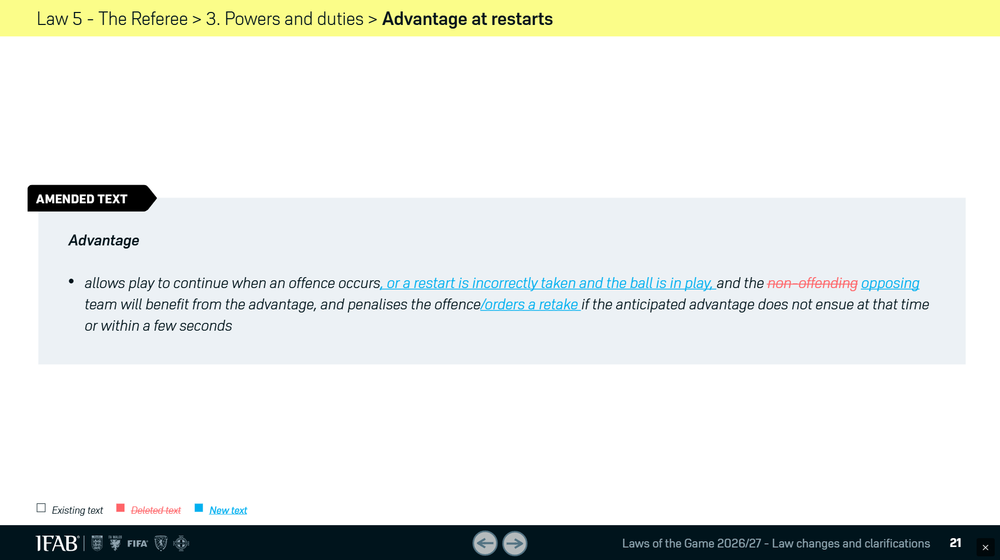 Law 5 - The Referee > 3. Powers and duties > Advantage at restarts
AMENDED TEXT
Advantage
• allows play to continue when an offence occurs, or a restart is incorrectly taken and the ball is in play, and the non-offending opposing
team will benefit from the advantage, and penalises the offence/orders a retake if the anticipated advantage does not ensue at that time
or within a few seconds
Existing text Deleted text New text
IFAB® FA WALES FIFA® Laws of the Game 2026/27 - Law changes and clarifications 21